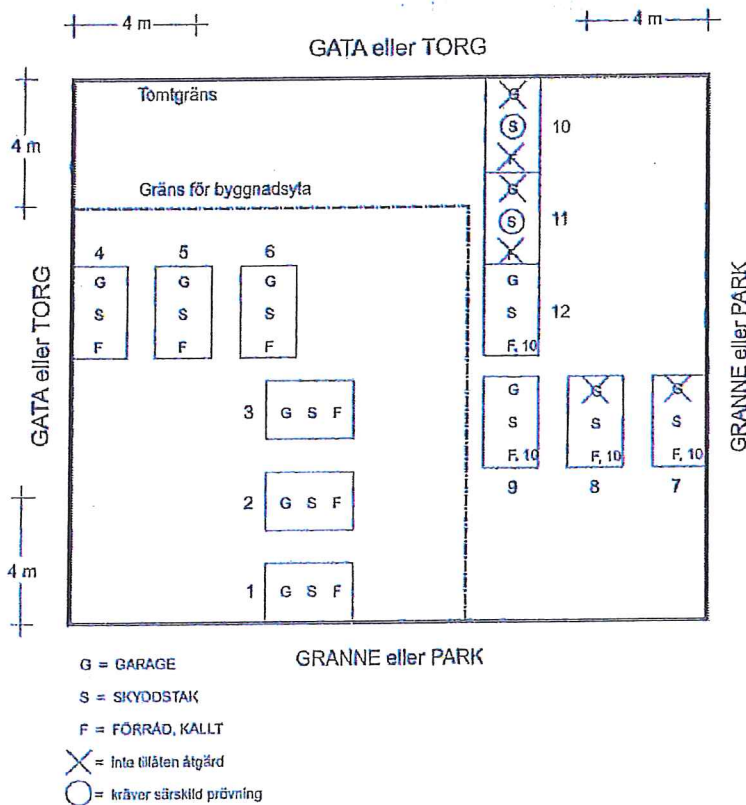 4 m
4 m
GATA eller TORG
Tomtgräns
4 m
Gräns för byggnadsyta
G
S
F
10
G
S
F
11
G
S
F, 10
12
4
5
6
G
S
F
G
S
F
G
S
F
GATA eller TORG
GRANNE eller PARK
3
G S F
2
G S F
1
G S F
G
S
F, 10
G
S
F, 10
G
S
F, 10
9
8
7
4 m
GRANNE eller PARK
G = GARAGE
S = SKYDDSTAK
F = FÖRRÅD, KALLT
= Inte tillåten åtgärd
= kräver särskild prövning